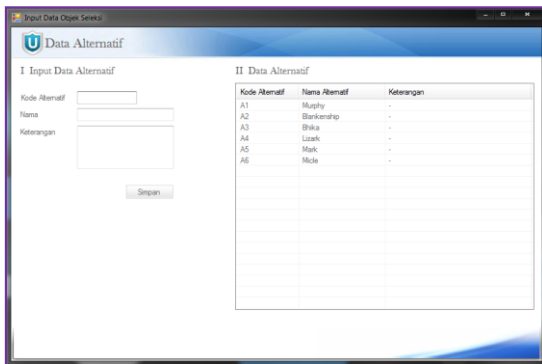 Input Data Objek Seleksi
U Data Alternatif
I Input Data Alternatif
Kode Alternatif
Nama
Keterangan
Simpan
II Data Alternatif
Kode Alternatif Nama Alternatif Keterangan
A1 Murphy -
A2 Blankenship -
A3 Bhika -
A4 Lizark -
A5 Mark -
A6 Micle -